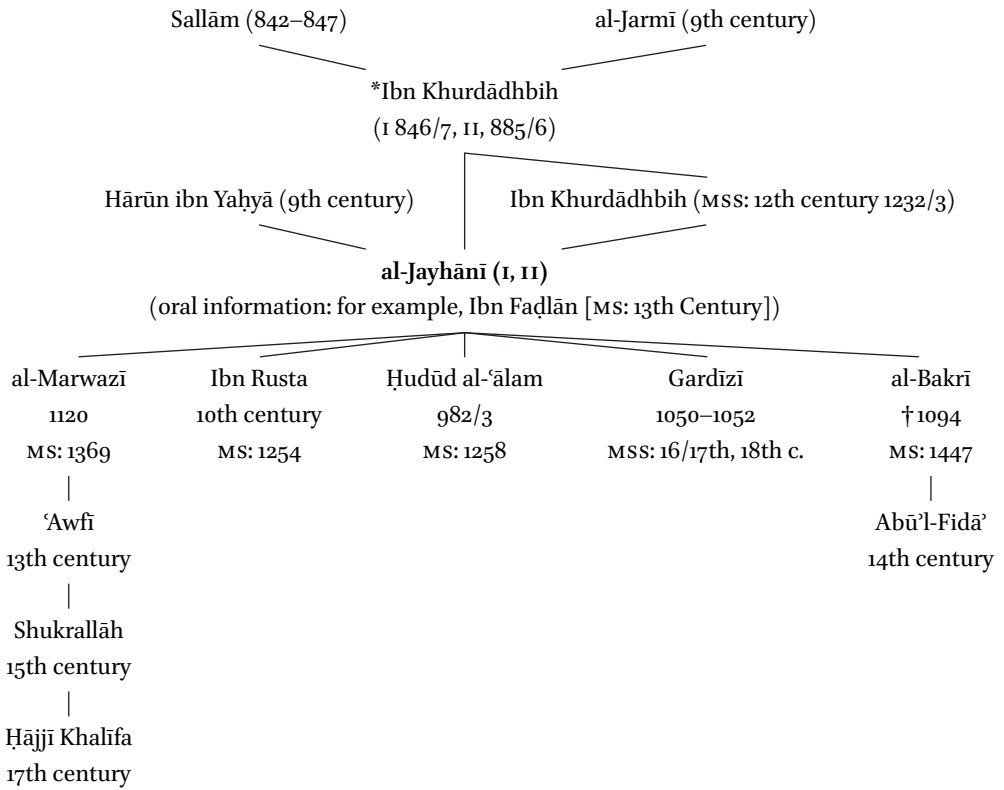 Sallām (842–847) al-Jarmī (9th century)
*Ibn Khurdādhbih
(I 846/7, II, 885/6)
Hārūn ibn Yaḥyā (9th century) Ibn Khurdādhbih (MSS: 12th century 1232/3)
al-Jayhānī (I, II)
(oral information: for example, Ibn Faḍlān [MS: 13th Century])
al-Marwazī Ibn Rusta Ḥudūd al-ʿālam Gardīzī al-Bakrī
1120 10th century 982/3 1050–1052 †1094
MS: 1369 MS: 1254 MS: 1258 MSS: 16/17th, 18th c. MS: 1447
ʿAwfī Abūʾl-Fidāʾ
13th century 14th century
Shukrallāh
15th century
Ḥājjī Khalīfa
17th century